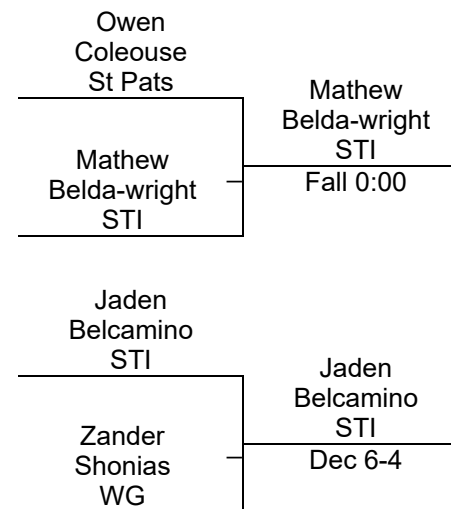 Owen
Coleouse
St Pats
Mathew
Belda-wright
STI
Mathew
Belda-wright
STI
Fall 0:00
Jaden
Belcamino
STI
Zander
Shonias
WG
Jaden
Belcamino
STI
Dec 6-4